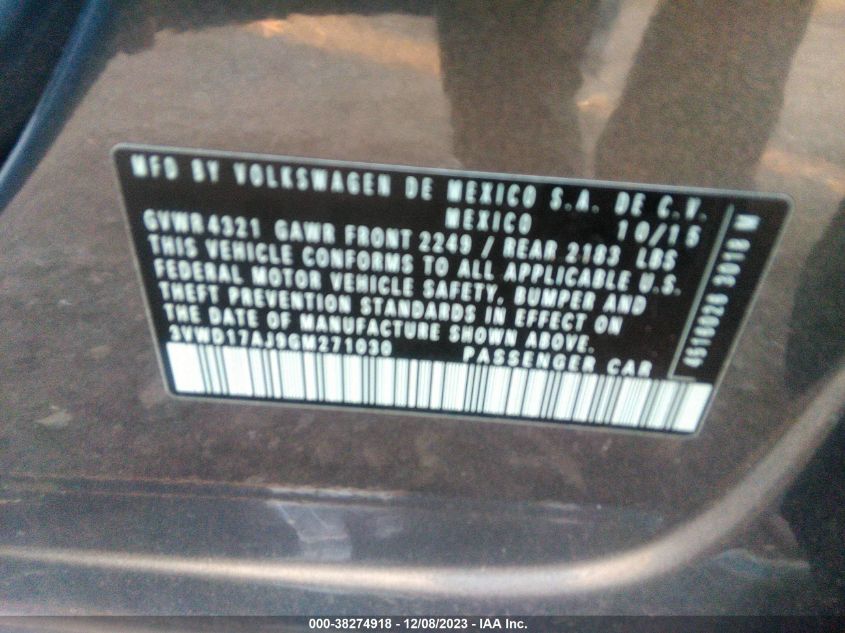 MFD BY VOLKSWAGEN DE MEXICO S.A. DE C.V.
MEXICO 10/15
GVWR 4321 GAWR FRONT 2249 / REAR 2183 LBS
THIS VEHICLE CONFORMS TO ALL APPLICABLE U.S.
FEDERAL MOTOR VEHICLE SAFETY, BUMPER AND
THEFT PREVENTION STANDARDS IN EFFECT ON
THE DATE OF MANUFACTURE SHOWN ABOVE.
3VWD17AJ9GM271030 PASSENGER CAR
3018 M
000-38274918 - 12/08/2023 - IAA Inc.